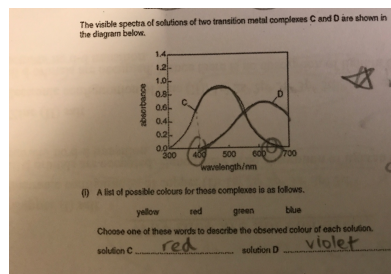 The visible spectra of solutions of two transition metal complexes C and D are shown in
the diagram below.
1.4
1.2
1.0
0.8
0.6
0.4
0.2
0.0
absorbance
C
D
300 400 500 600 700
wavelength/nm
(i) A list of possible colours for these complexes is as follows.
yellow red green blue
Choose one of these words to describe the observed colour of each solution.
solution C red solution D violet